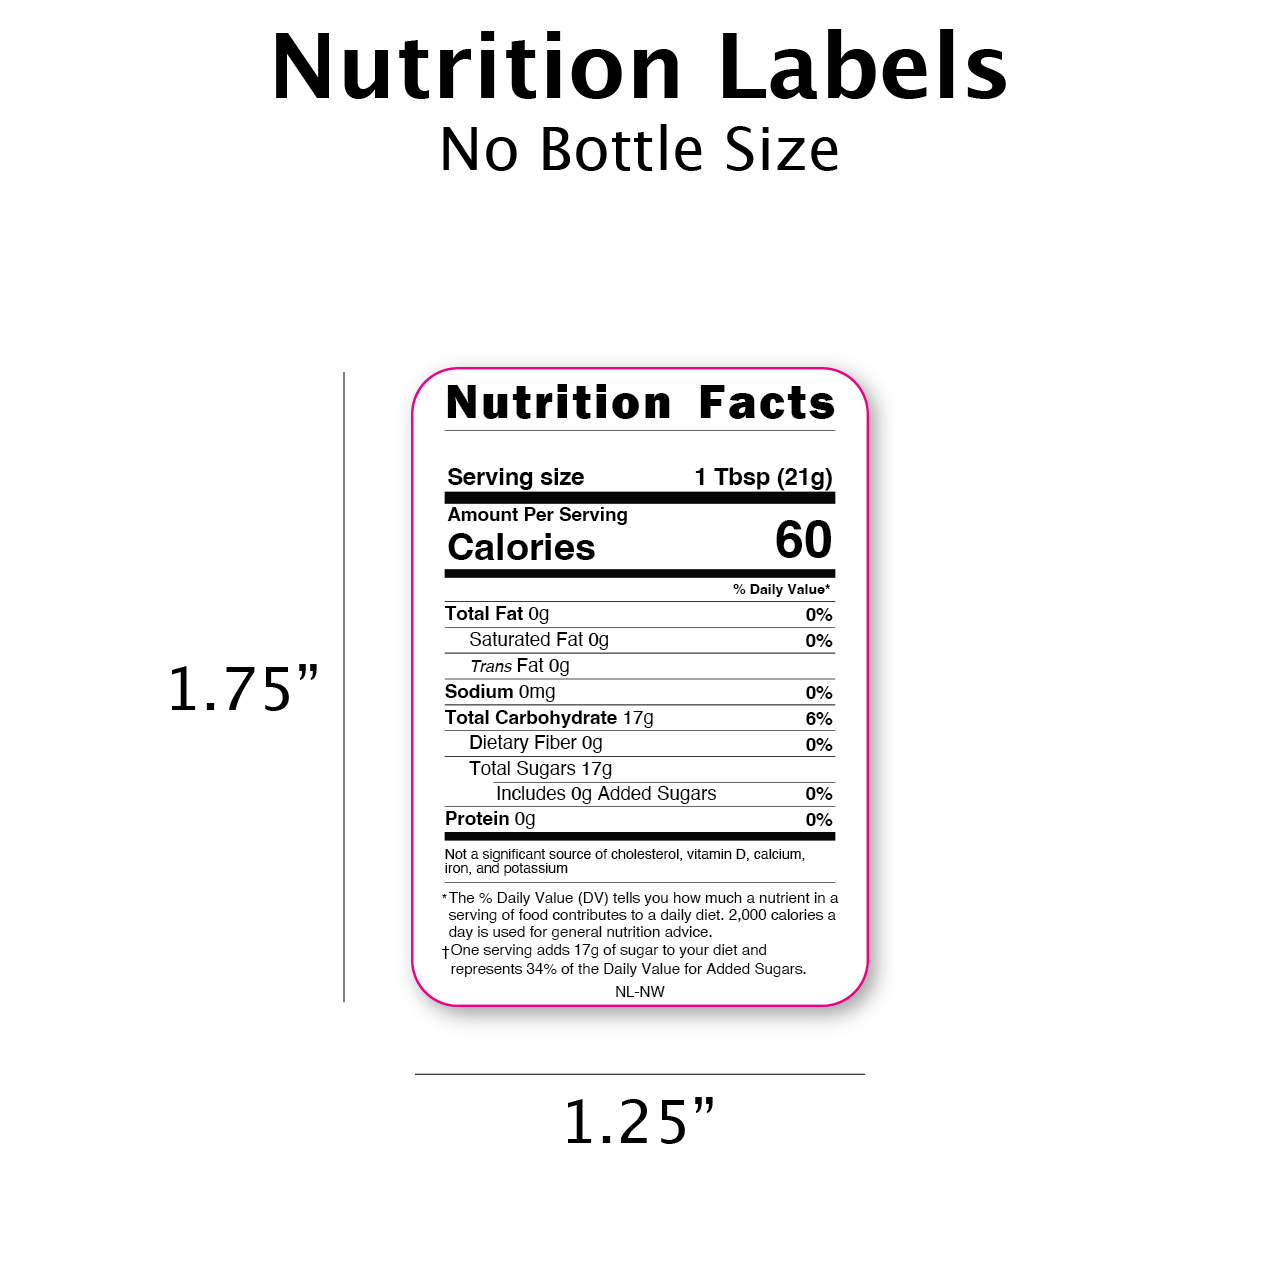 Nutrition Labels
No Bottle Size
Nutrition Facts
Serving size 1 Tbsp (21g)
Amount Per Serving
Calories 60
% Daily Value*
Total Fat 0g 0%
Saturated Fat 0g 0%
Trans Fat 0g
Sodium 0mg 0%
Total Carbohydrate 17g 6%
Dietary Fiber 0g 0%
Total Sugars 17g
Includes 0g Added Sugars 0%
Protein 0g 0%
Not a significant source of cholesterol, vitamin D, calcium,
iron, and potassium
*The % Daily Value (DV) tells you how much a nutrient in a
serving of food contributes to a daily diet. 2,000 calories a
day is used for general nutrition advice.
†One serving adds 17g of sugar to your diet and
represents 34% of the Daily Value for Added Sugars.
NL-NW
1.75”
1.25”